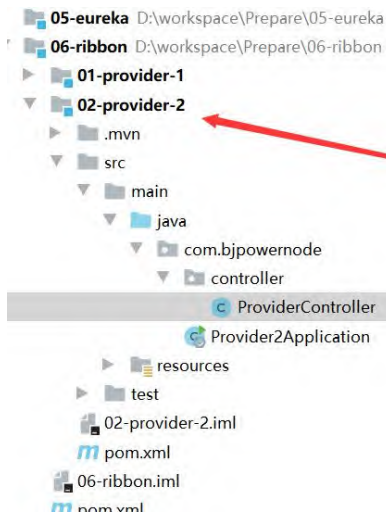 05-eureka D:\workspace\Prepare\05-eureka
06-ribbon D:\workspace\Prepare\06-ribbon
01-provider-1
02-provider-2
.mvn
src
main
java
com.bjpowernode
controller
ProviderController
Provider2Application
resources
test
02-provider-2.iml
pom.xml
06-ribbon.iml
pom.xml